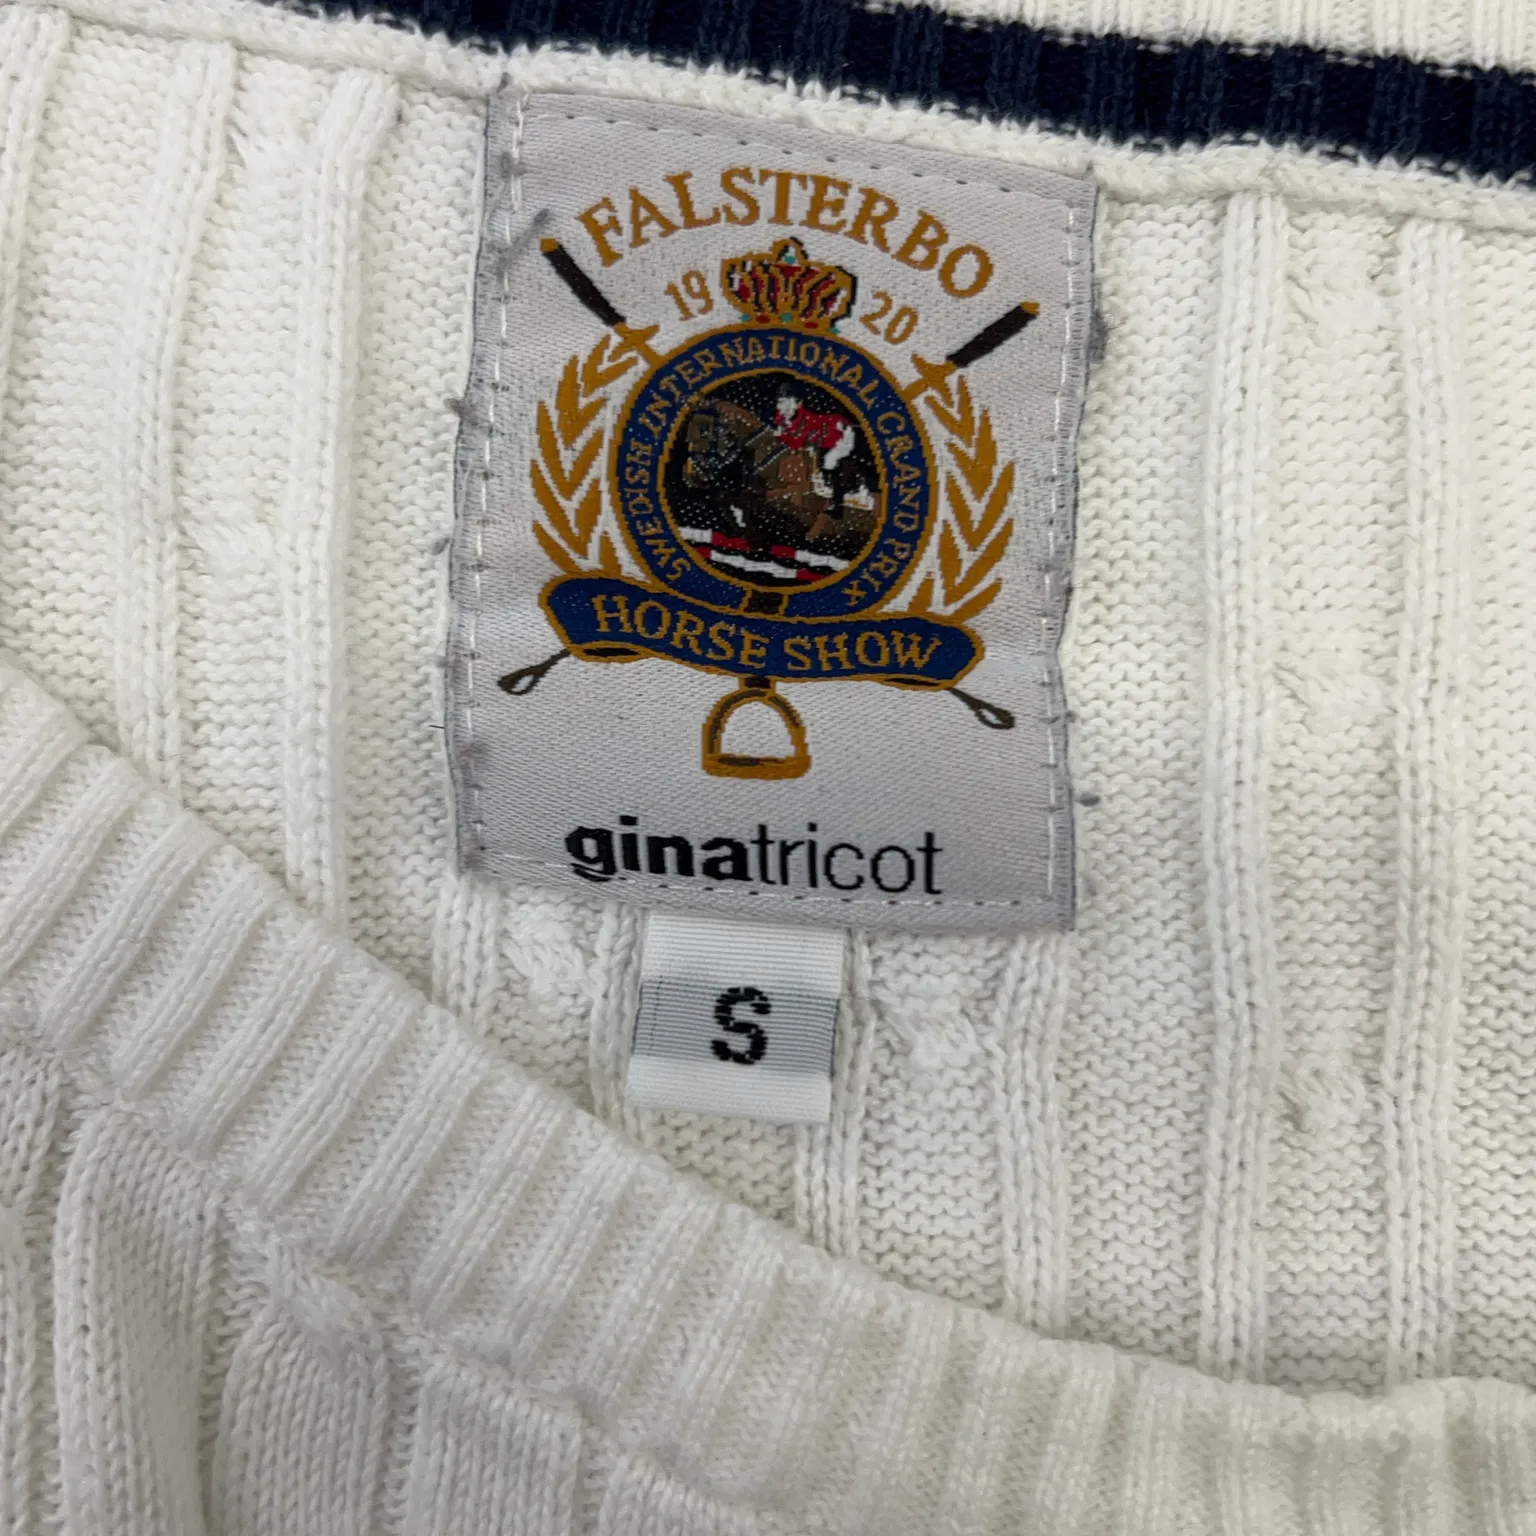 FALSTERBO
19 20
SWEDISH INTERNATIONAL GRAND PRIX
HORSE SHOW
ginatricot
S